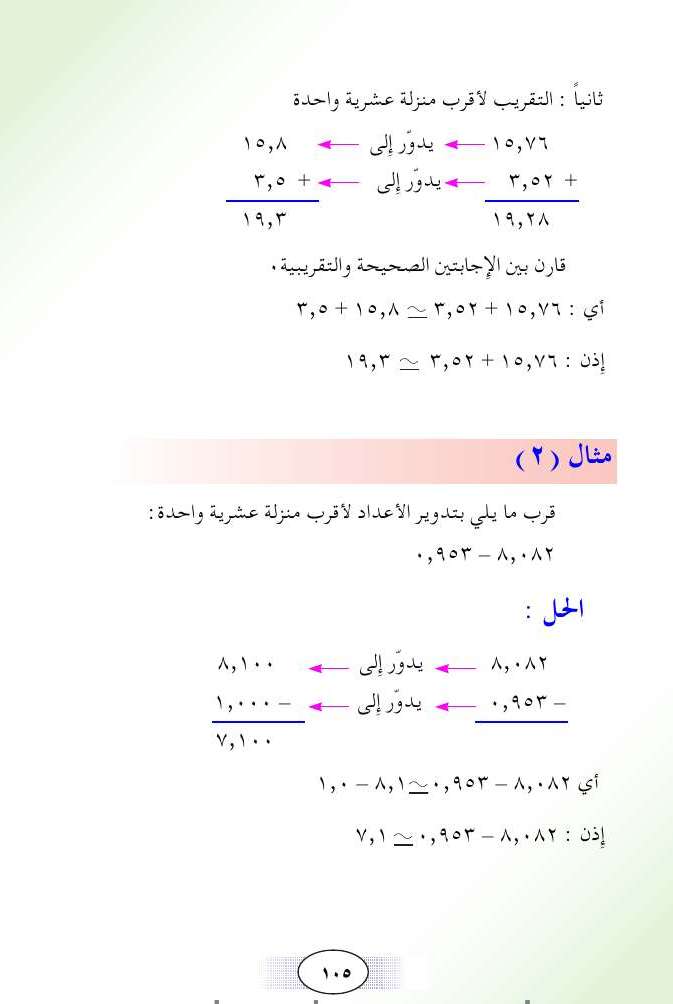 ثانياً : التقريب لأقرب منزلة عشرية واحدة
١٥,٧٦ يدوّر إلى ١٥,٨
+ ٣,٥٢ يدوّر إلى + ٣,٥
١٩,٢٨ ١٩,٣
قارن بين الإجابتين الصحيحة والتقريبية.
أي : ١٥,٧٦ + ٣,٥٢ ≃ ١٥,٨ + ٣,٥
إذن : ١٥,٧٦ + ٣,٥٢ ≃ ١٩,٣
مثال (٢)
قرب ما يلي بتدوير الأعداد لأقرب منزلة عشرية واحدة:
٨,٠٨٢ – ٠,٩٥٣
الحل :
٨,٠٨٢ يدوّر إلى ٨,١٠٠
– ٠,٩٥٣ يدوّر إلى – ١,٠٠٠
٧,١٠٠
أي ٨,٠٨٢ – ٠,٩٥٣ ≃ ٨,١ – ١,٠
إذن : ٨,٠٨٢ – ٠,٩٥٣ ≃ ٧,١
١٠٥